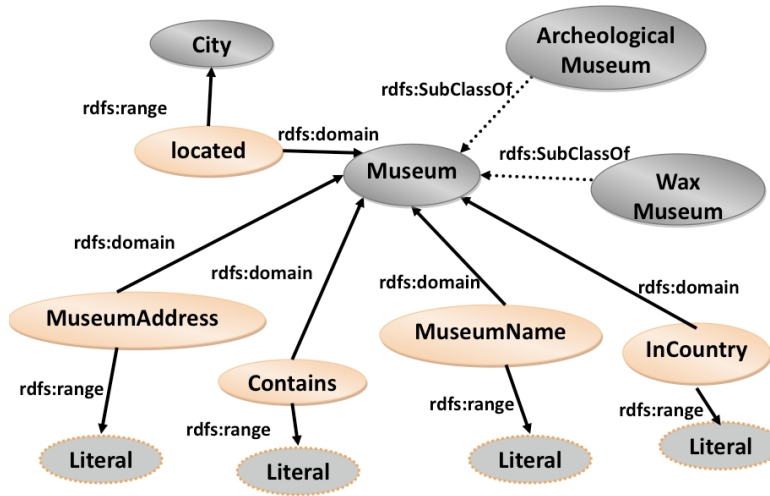 City
Archeological
Museum
rdfs:SubClassOf
rdfs:range
rdfs:domain
located
Museum
rdfs:SubClassOf
Wax
Museum
rdfs:domain
rdfs:domain
rdfs:domain
rdfs:domain
MuseumAddress
MuseumName
InCountry
Contains
rdfs:range
rdfs:range
rdfs:range
rdfs:range
Literal
Literal
Literal
Literal